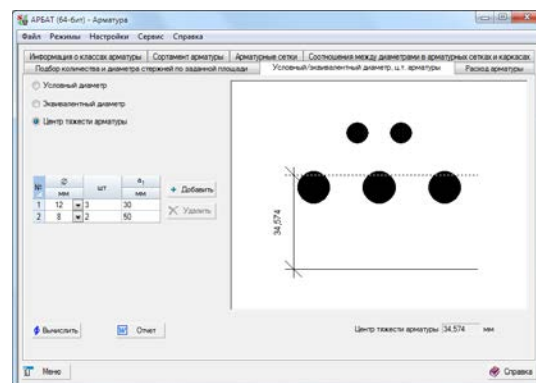 АРБАТ (64-бит) - Арматура
Файл Режимы Настройки Сервис Справка
Информация о классах арматуры Сортамент арматуры Арматурные сетки Соотношения между диаметрами в арматурных сетках и каркасах
Подбор количества и диаметра стержней по заданной площади Условный/эквивалентный диаметр, ц.т. арматуры Расход арматуры
Условный диаметр
Эквивалентный диаметр
Центр тяжести арматуры
№ ∅ шт a1
мм мм
1 12 3 30
2 8 2 50
Добавить
Удалить
34,574
Вычислить Отчет Центр тяжести арматуры 34,574 мм
Меню Справка